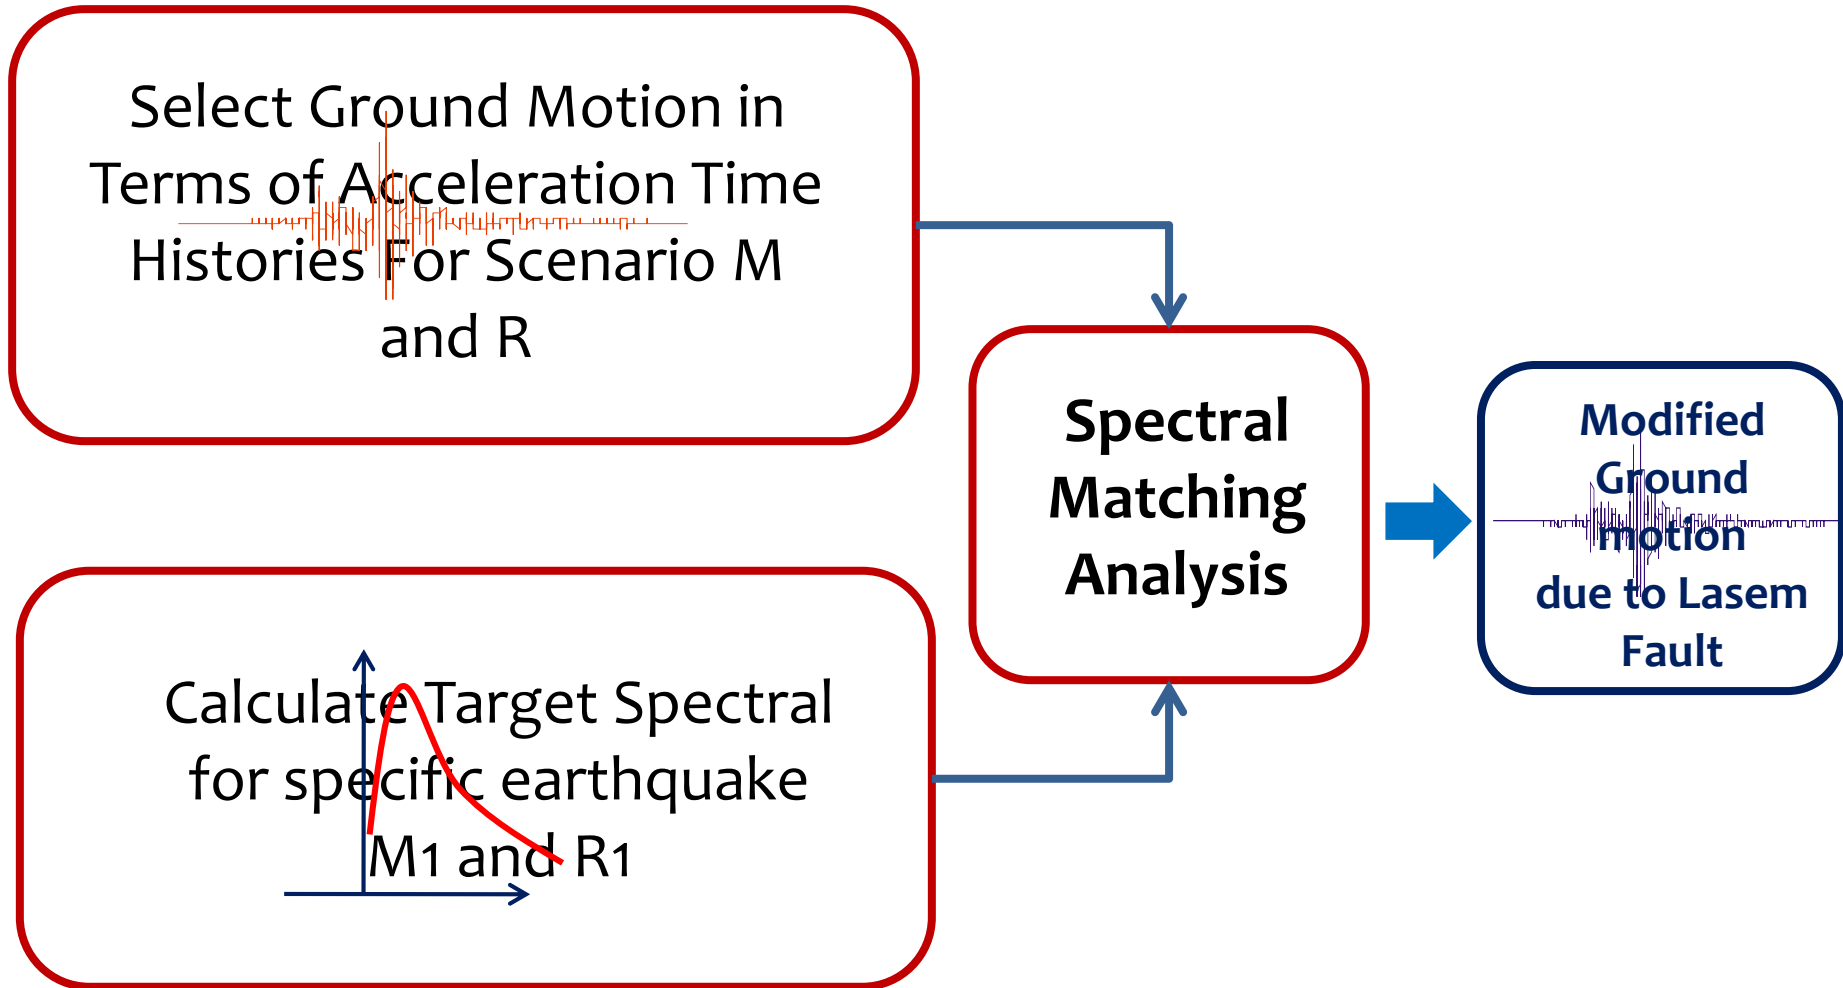 Select Ground Motion in
Terms of Acceleration Time
Histories For Scenario M
and R
Spectral
Matching
Analysis
Modified
Ground
motion
due to Lasem
Fault
Calculate Target Spectral
for specific earthquake
M1 and R1